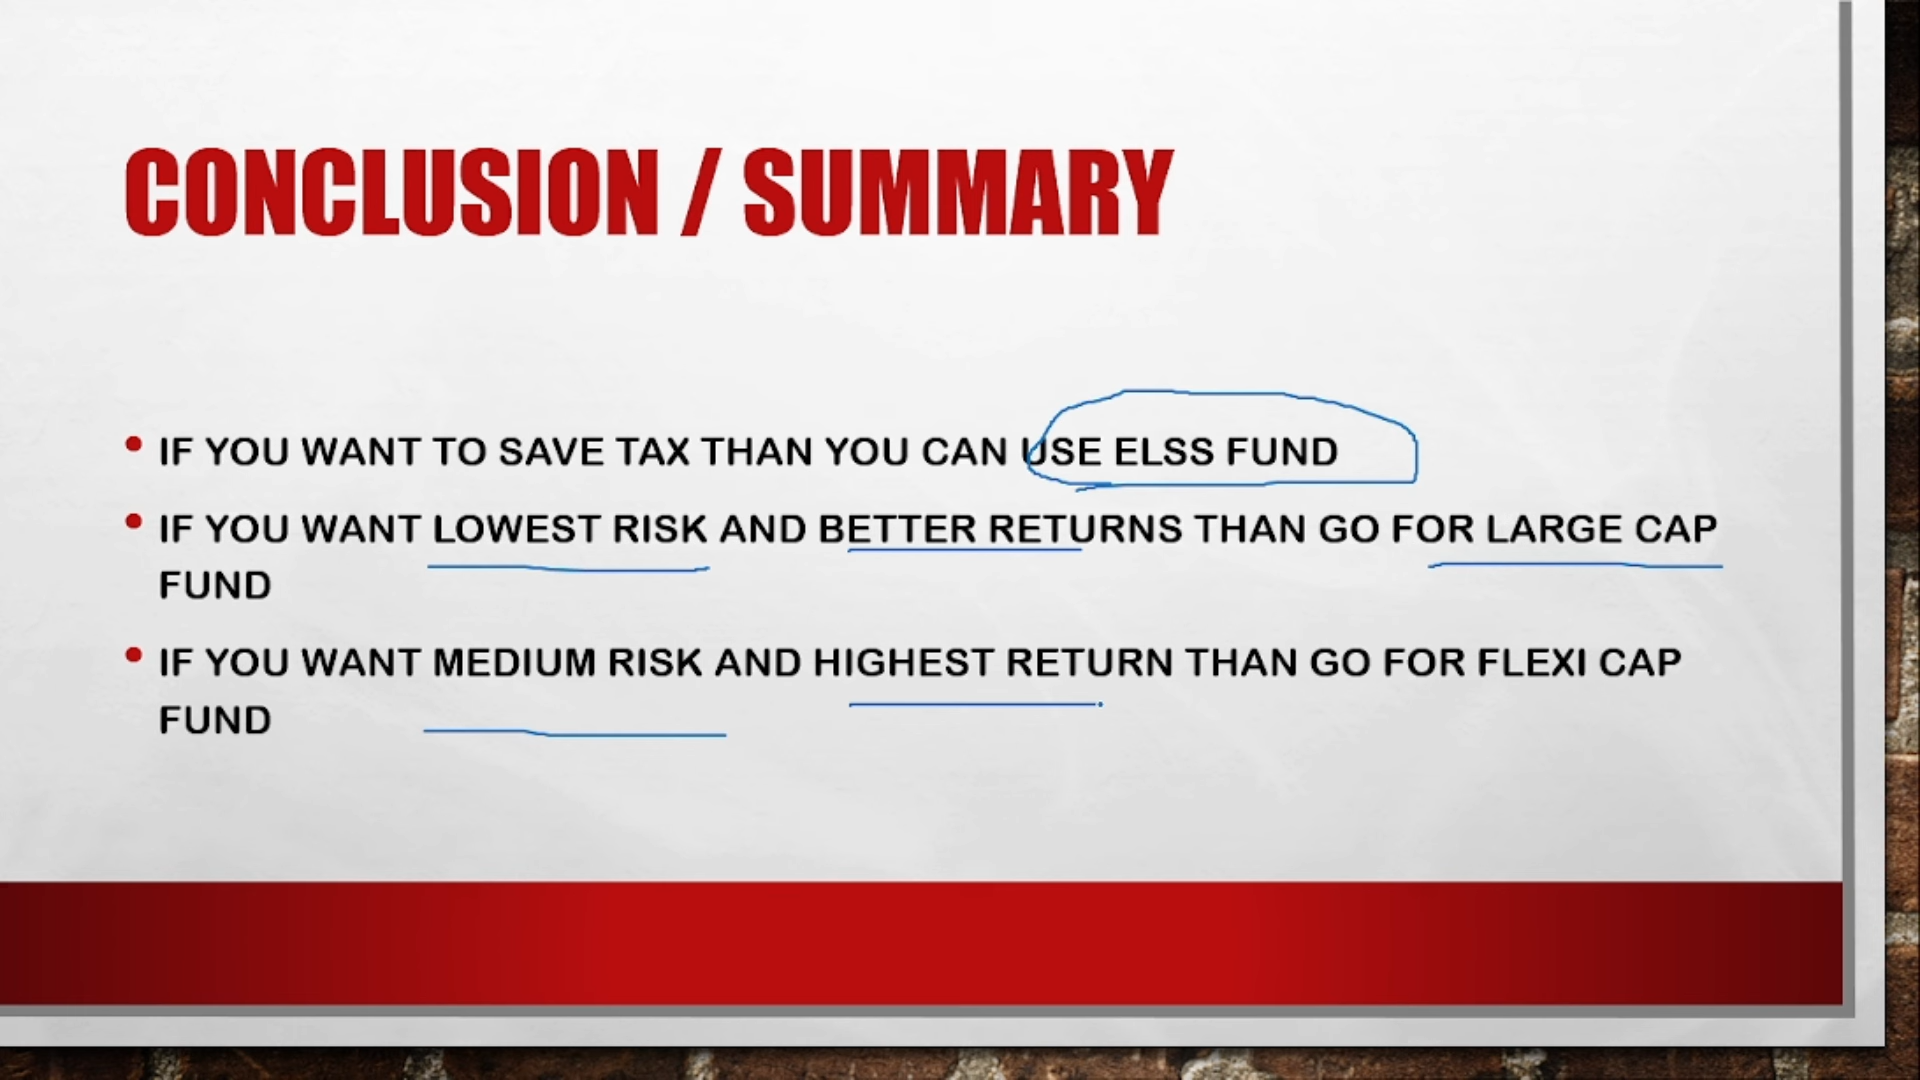 CONCLUSION / SUMMARY
• IF YOU WANT TO SAVE TAX THAN YOU CAN USE ELSS FUND
• IF YOU WANT LOWEST RISK AND BETTER RETURNS THAN GO FOR LARGE CAP
FUND
• IF YOU WANT MEDIUM RISK AND HIGHEST RETURN THAN GO FOR FLEXI CAP
FUND